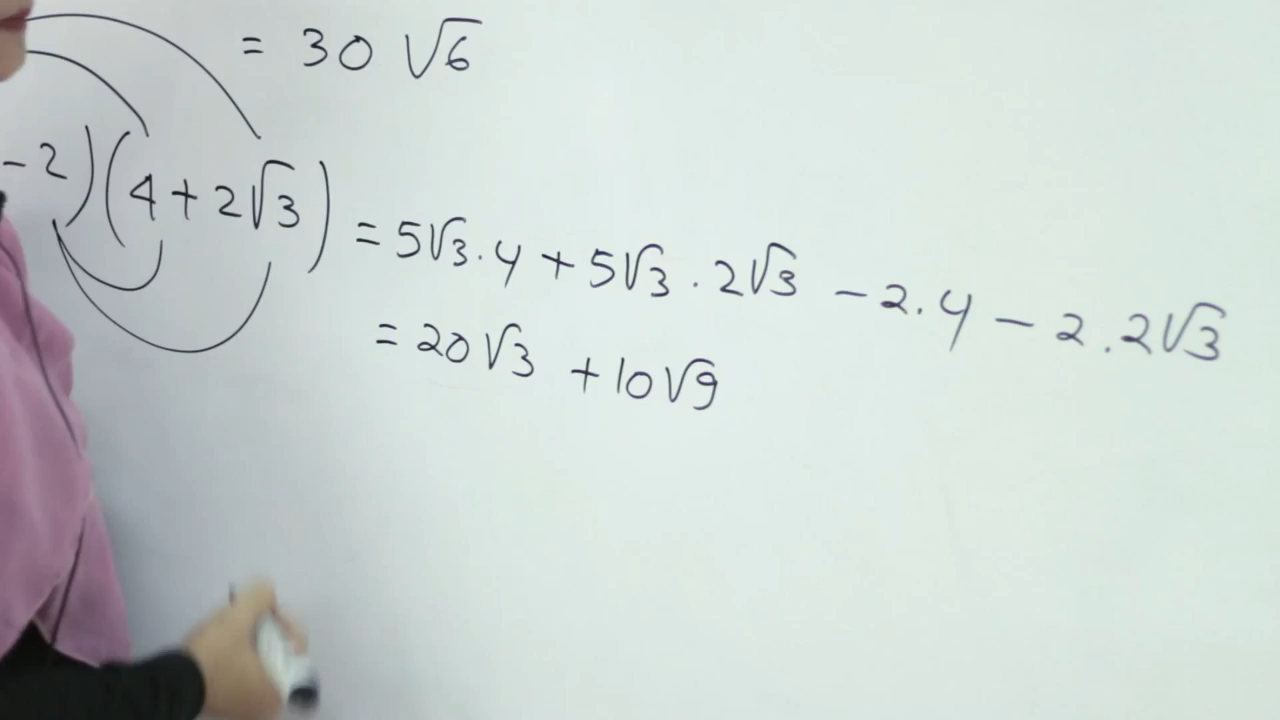 = 30 √6
-2)(4+2√3) = 5√3.4 + 5√3 . 2√3 - 2.4 - 2.2√3
= 20√3 + 10√9